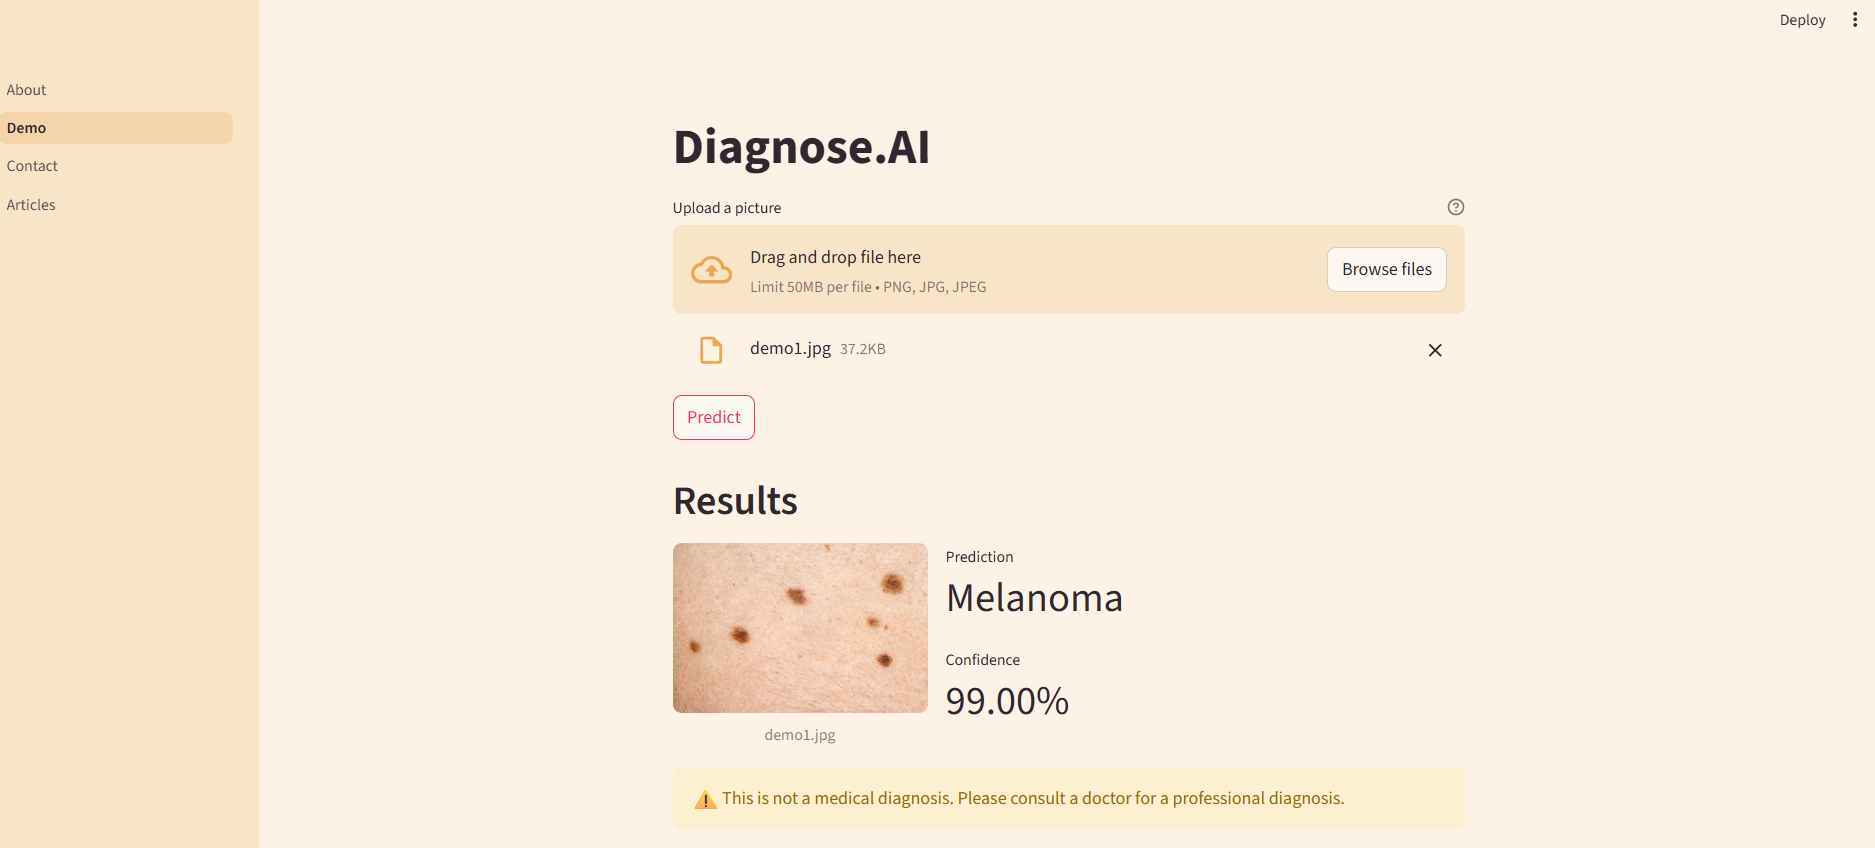 Deploy
About
Demo
Contact
Articles
Diagnose.AI
Upload a picture
Drag and drop file here
Limit 50MB per file • PNG, JPG, JPEG
Browse files
demo1.jpg 37.2KB
Predict
Results
Prediction
Melanoma
Confidence
99.00%
demo1.jpg
This is not a medical diagnosis. Please consult a doctor for a professional diagnosis.